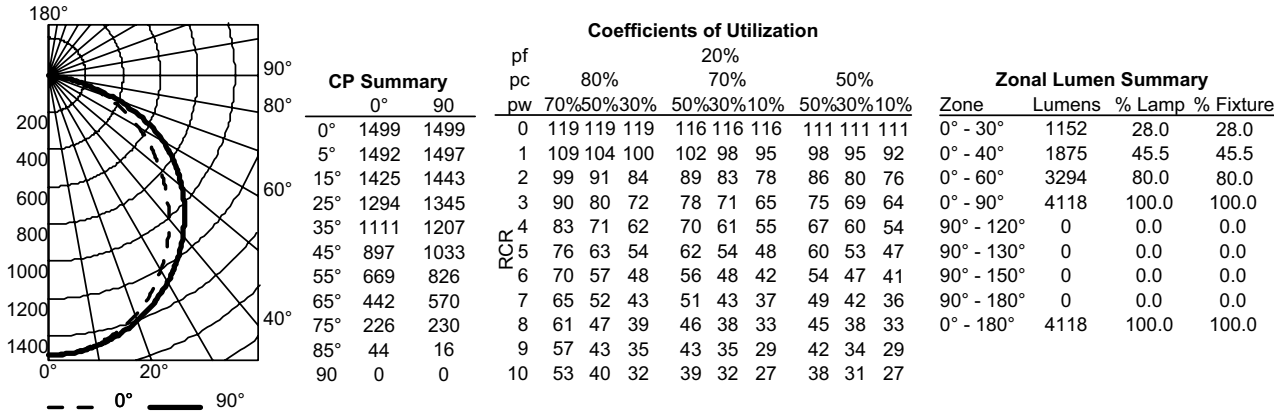 180°
90°
80°
60°
40°
20°
0°
200
400
600
800
1000
1200
1400
0° 90°
CP Summary
0° 90
0° 1499 1499
5° 1492 1497
15° 1425 1443
25° 1294 1345
35° 1111 1207
45° 897 1033
55° 669 826
65° 442 570
75° 226 230
85° 44 16
90 0 0
Coefficients of Utilization
pf 20%
pc 80% 70% 50%
pw 70%50%30% 50%30%10% 50%30%10%
RCR
0 119 119 119 116 116 116 111 111 111
1 109 104 100 102 98 95 98 95 92
2 99 91 84 89 83 78 86 80 76
3 90 80 72 78 71 65 75 69 64
4 83 71 62 70 61 55 67 60 54
5 76 63 54 62 54 48 60 53 47
6 70 57 48 56 48 42 54 47 41
7 65 52 43 51 43 37 49 42 36
8 61 47 39 46 38 33 45 38 33
9 57 43 35 43 35 29 42 34 29
10 53 40 32 39 32 27 38 31 27
Zonal Lumen Summary
Zone Lumens % Lamp % Fixture
0° - 30° 1152 28.0 28.0
0° - 40° 1875 45.5 45.5
0° - 60° 3294 80.0 80.0
0° - 90° 4118 100.0 100.0
90° - 120° 0 0.0 0.0
90° - 130° 0 0.0 0.0
90° - 150° 0 0.0 0.0
90° - 180° 0 0.0 0.0
0° - 180° 4118 100.0 100.0